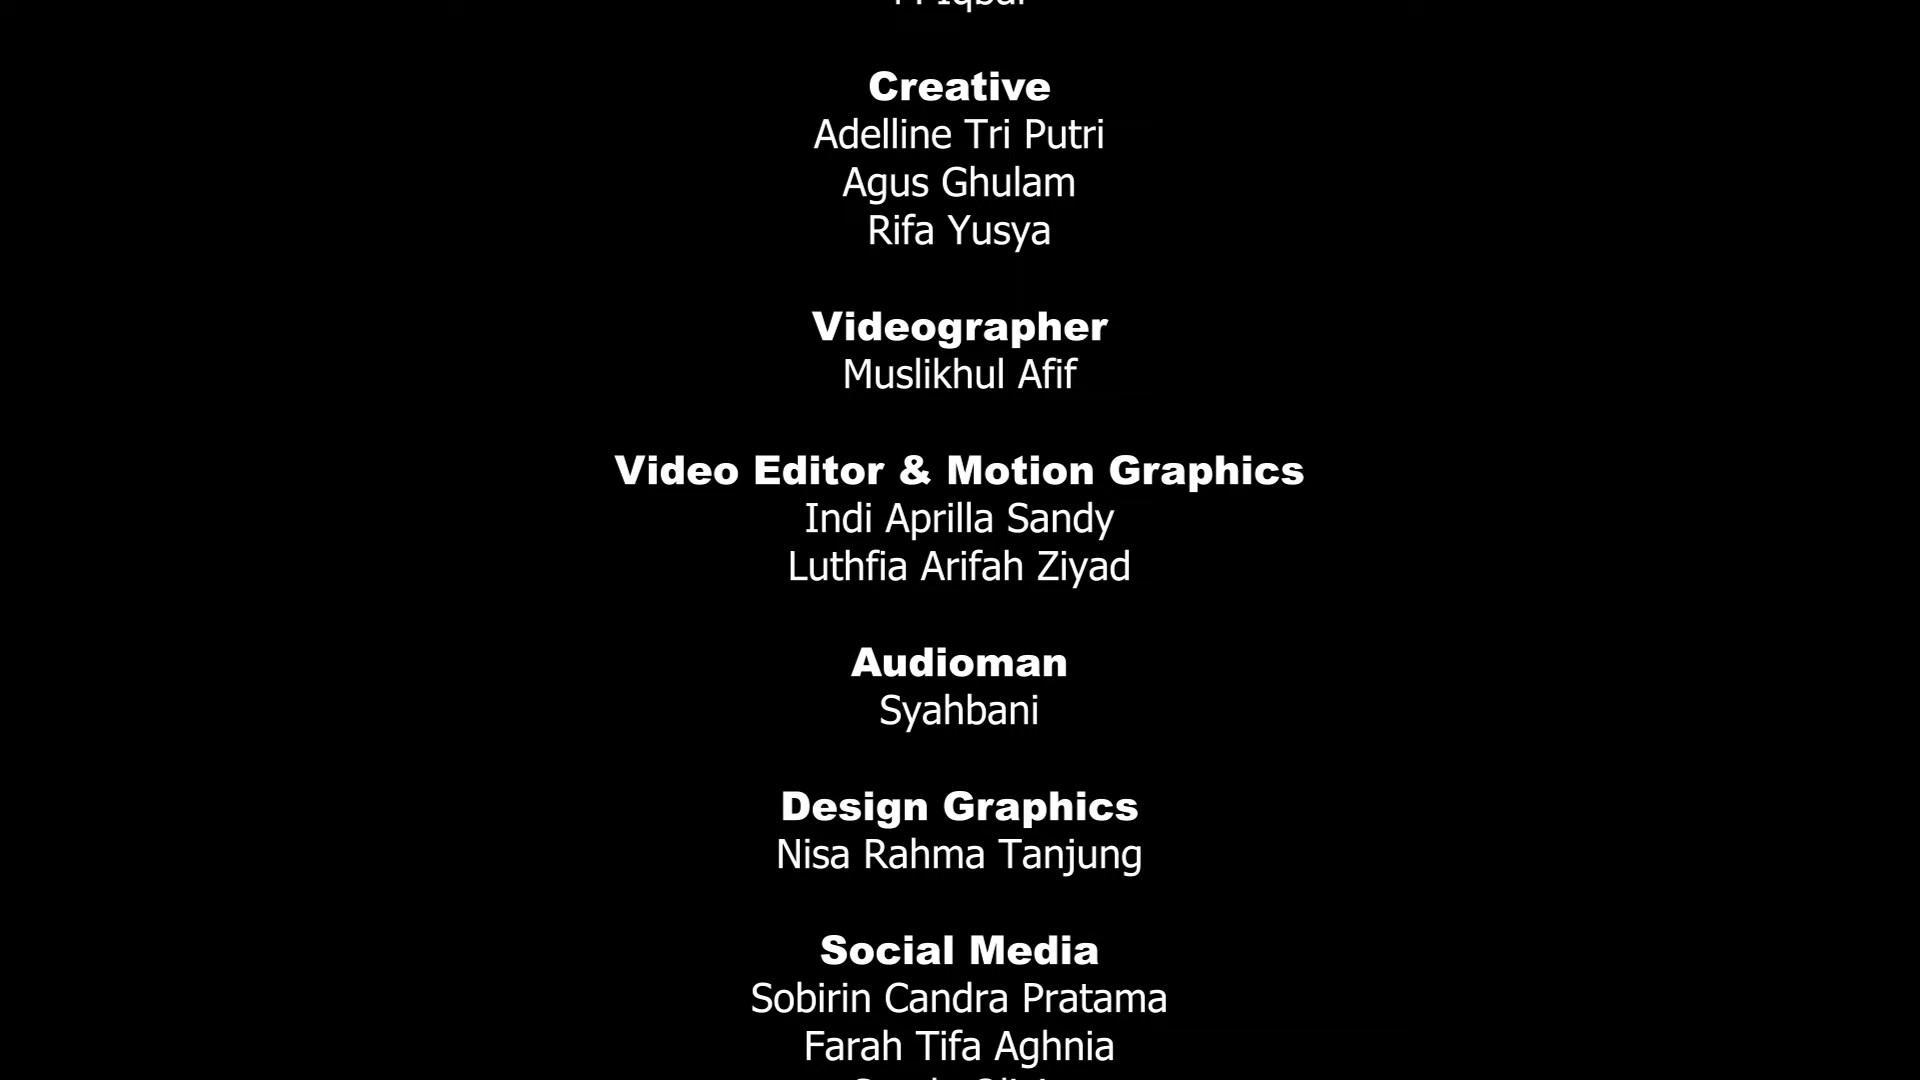 Iqbal
Creative
Adelline Tri Putri
Agus Ghulam
Rifa Yusya
Videographer
Muslikhul Afif
Video Editor & Motion Graphics
Indi Aprilla Sandy
Luthfia Arifah Ziyad
Audioman
Syahbani
Design Graphics
Nisa Rahma Tanjung
Social Media
Sobirin Candra Pratama
Farah Tifa Aghnia